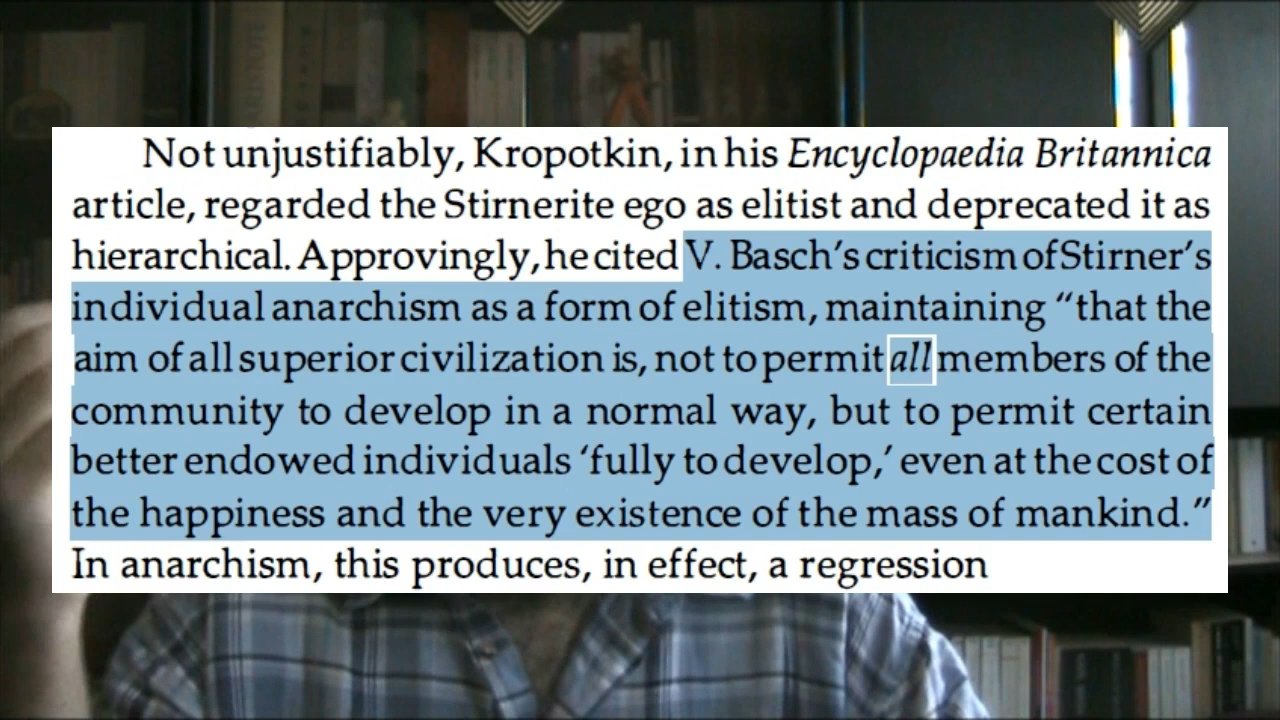 Not unjustifiably, Kropotkin, in his Encyclopaedia Britannica
article, regarded the Stirnerite ego as elitist and deprecated it as
hierarchical. Approvingly, he cited V. Basch's criticism of Stirner's
individual anarchism as a form of elitism, maintaining “that the
aim of all superior civilization is, not to permit all members of the
community to develop in a normal way, but to permit certain
better endowed individuals ‘fully to develop,’ even at the cost of
the happiness and the very existence of the mass of mankind.”
In anarchism, this produces, in effect, a regression